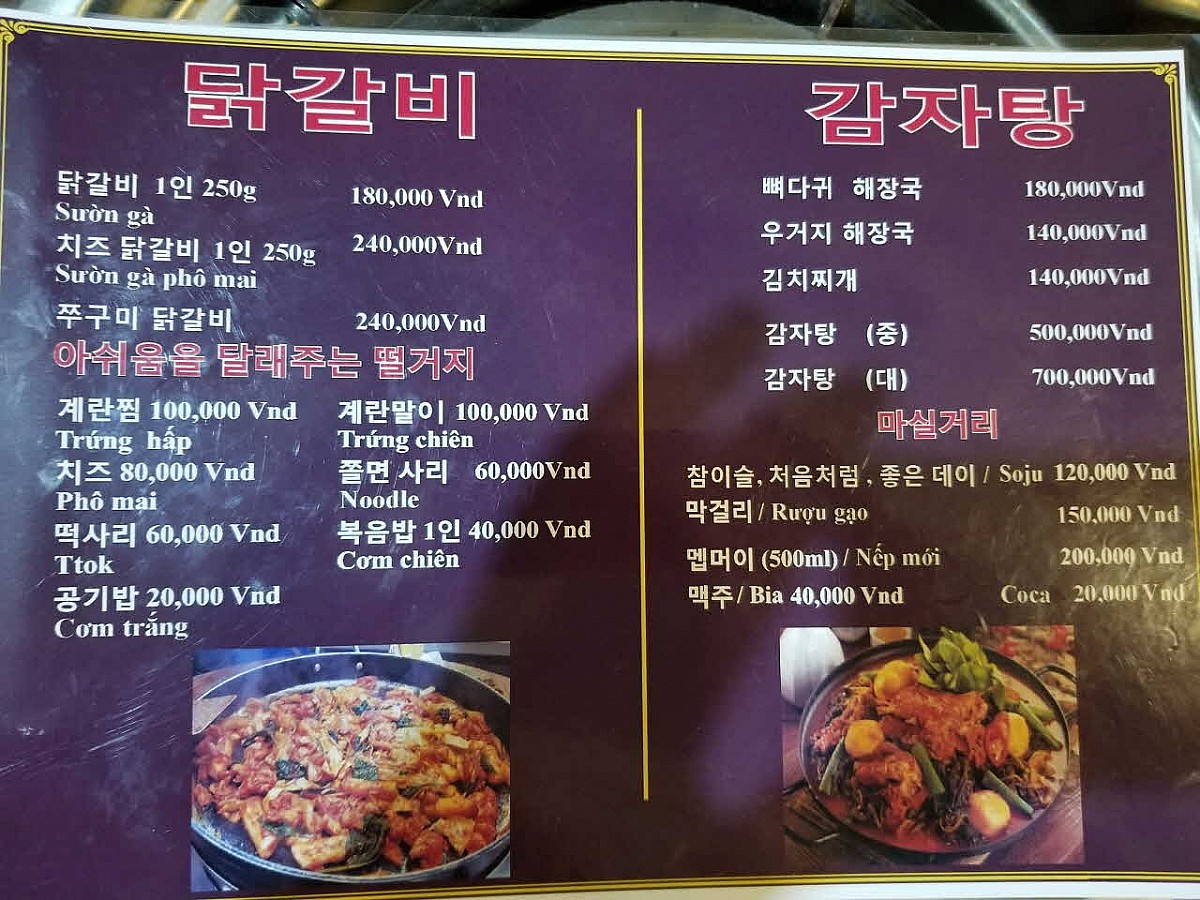 닭갈비
닭갈비 1인 250g 180,000 Vnd
Sườn gà
치즈 닭갈비 1인 250g 240,000Vnd
Sườn gà phô mai
쭈구미 닭갈비 240,000Vnd
아쉬움을 달래주는 떨거지
계란찜 100,000 Vnd 계란말이 100,000 Vnd
Trứng hấp Trứng chiên
치즈 80,000 Vnd 쫄면 사리 60,000Vnd
Phô mai Noodle
떡사리 60,000 Vnd 복음밥 1인 40,000 Vnd
Ttok Cơm chiên
공기밥 20,000 Vnd
Cơm trắng
감자탕
뼈다귀 해장국 180,000Vnd
우거지 해장국 140,000Vnd
김치찌개 140,000Vnd
감자탕 (중) 500,000Vnd
감자탕 (대) 700,000Vnd
마실거리
참이슬, 처음처럼, 좋은 데이 / Soju 120,000 Vnd
막걸리 / Rượu gạo 150,000 Vnd
멥머이 (500ml) / Nếp mới 200,000 Vnd
맥주 / Bia 40,000 Vnd Coca 20,000 Vnd